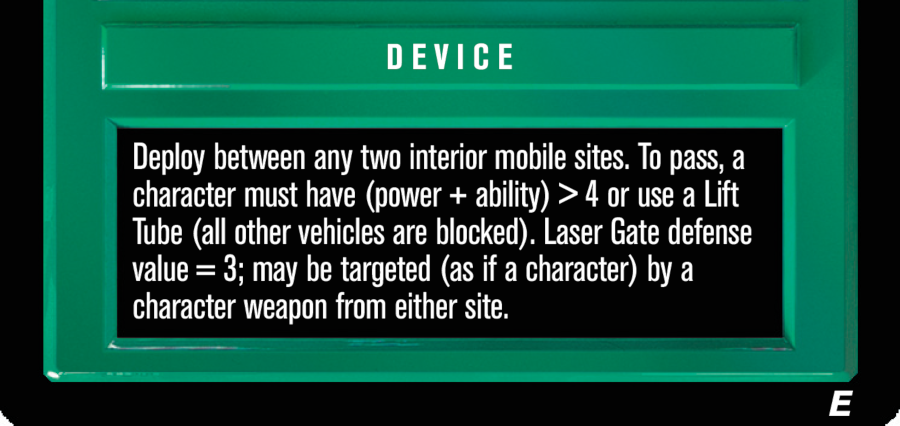 DEVICE
Deploy between any two interior mobile sites. To pass, a
character must have (power + ability) > 4 or use a Lift
Tube (all other vehicles are blocked). Laser Gate defense
value = 3; may be targeted (as if a character) by a
character weapon from either site.
E